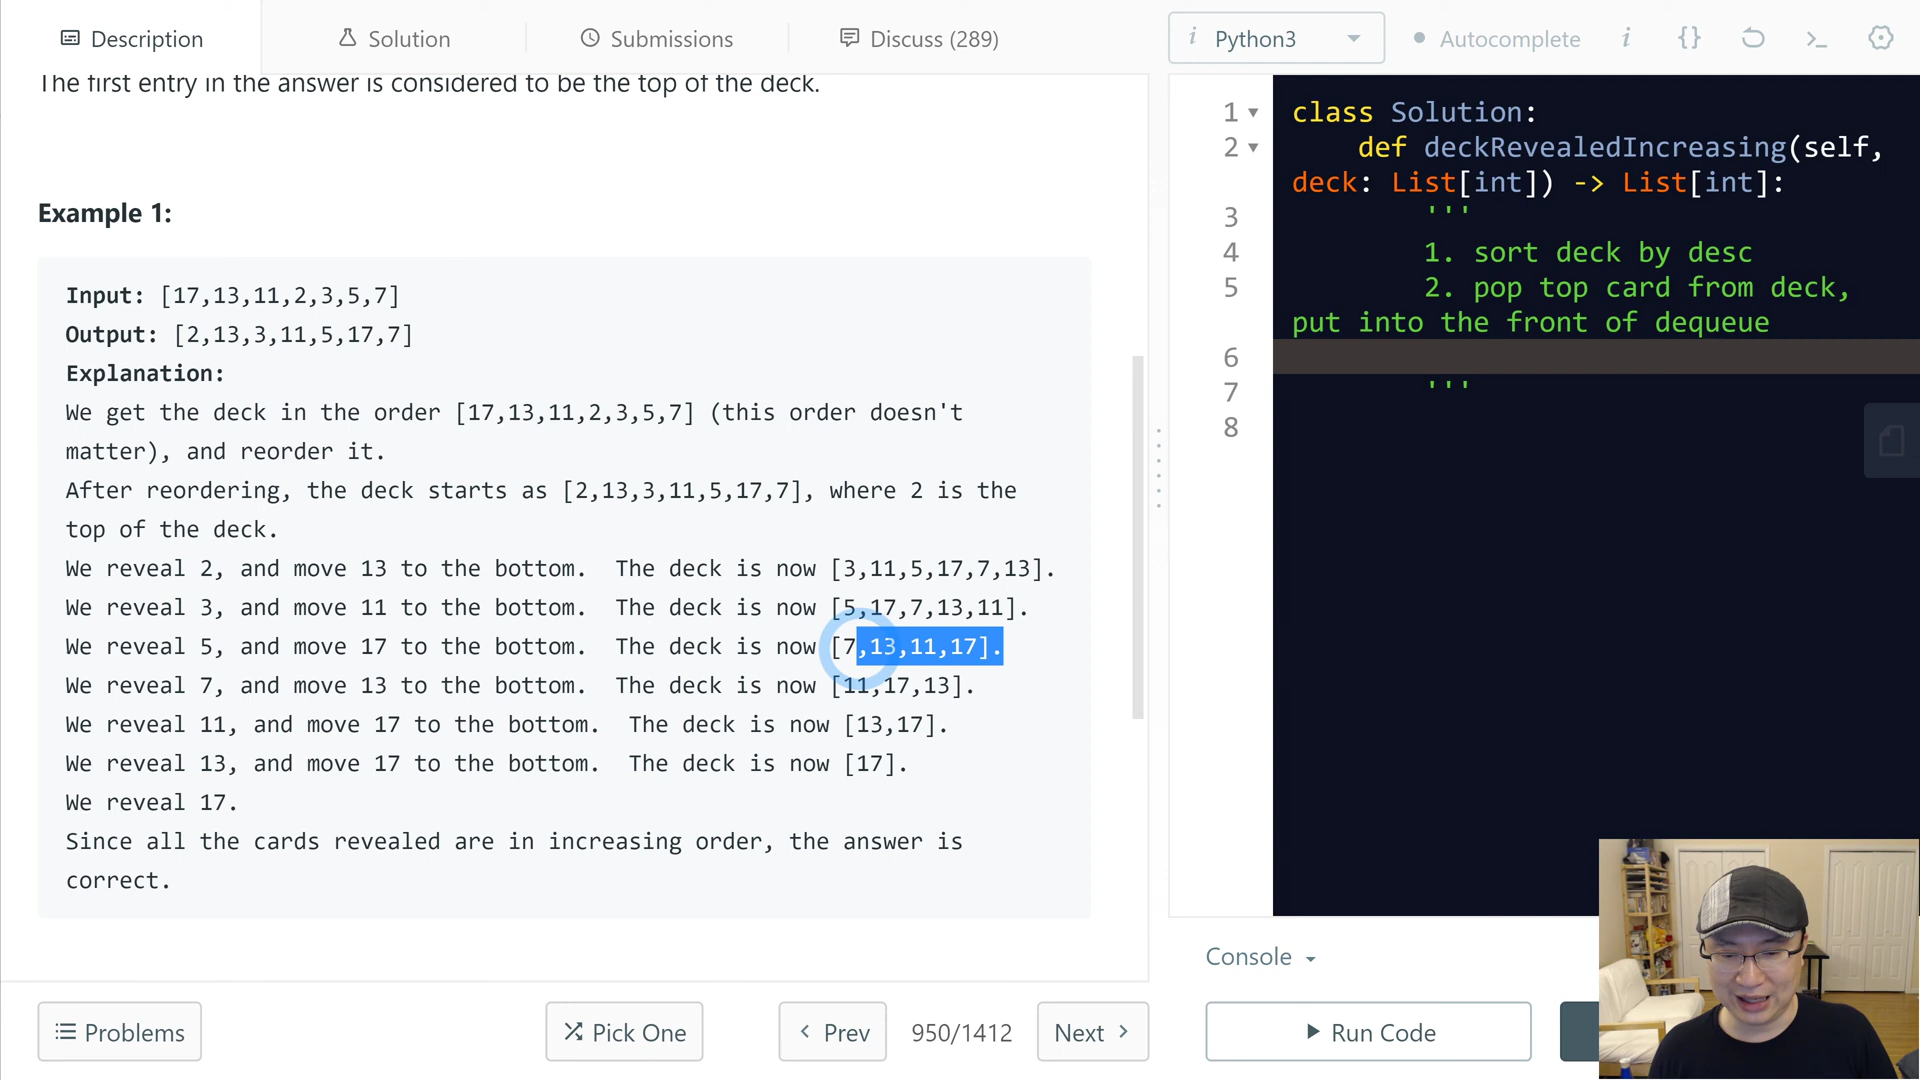 Description
Solution
Submissions
Discuss (289)
i Python3
Autocomplete
i
{}
>_
The first entry in the answer is considered to be the top of the deck.
Example 1:
Input: [17,13,11,2,3,5,7]
Output: [2,13,3,11,5,17,7]
Explanation:
We get the deck in the order [17,13,11,2,3,5,7] (this order doesn't
matter), and reorder it.
After reordering, the deck starts as [2,13,3,11,5,17,7], where 2 is the
top of the deck.
We reveal 2, and move 13 to the bottom.  The deck is now [3,11,5,17,7,13].
We reveal 3, and move 11 to the bottom.  The deck is now [5,17,7,13,11].
We reveal 5, and move 17 to the bottom.  The deck is now [7,13,11,17].
We reveal 7, and move 13 to the bottom.  The deck is now [11,17,13].
We reveal 11, and move 17 to the bottom.  The deck is now [13,17].
We reveal 13, and move 17 to the bottom.  The deck is now [17].
We reveal 17.
Since all the cards revealed are in increasing order, the answer is
correct.
1 class Solution:
2 def deckRevealedIncreasing(self,
deck: List[int]) -> List[int]:
3 '''
4 1. sort deck by desc
5 2. pop top card from deck,
put into the front of dequeue
6
7 '''
8
Console
Problems
Pick One
Prev
950/1412
Next
Run Code